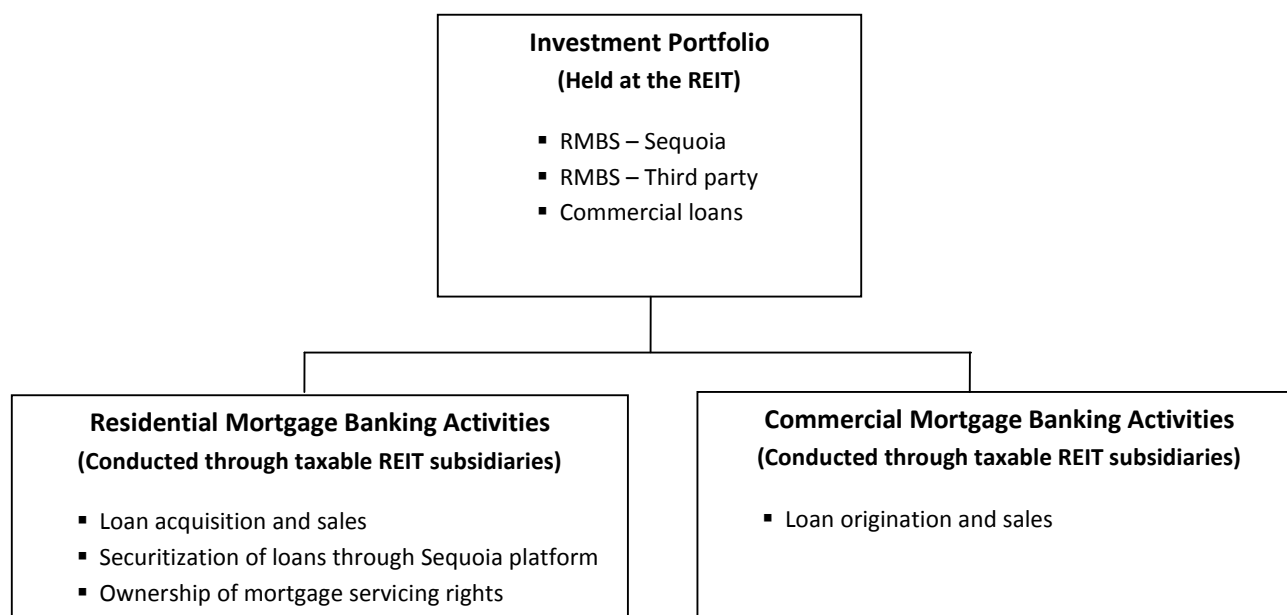 Investment Portfolio
(Held at the REIT)
▪ RMBS – Sequoia
▪ RMBS – Third party
▪ Commercial loans
Residential Mortgage Banking Activities
(Conducted through taxable REIT subsidiaries)
▪ Loan acquisition and sales
▪ Securitization of loans through Sequoia platform
▪ Ownership of mortgage servicing rights
Commercial Mortgage Banking Activities
(Conducted through taxable REIT subsidiaries)
▪ Loan origination and sales